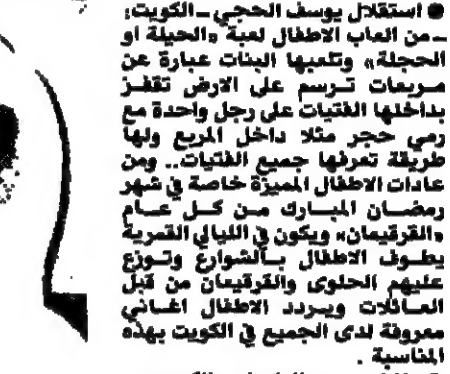 ● استقلال يوسف الحجي ـ الكويت:
ـ من العاب الاطفال لعبة «الحيلة او
الحجلة» وتلعبها البنات عبارة عن
مربعات ترسم على الارض تقفز
بداخلها الفتيات على رجل واحدة مع
رمي حجر مثلا داخل المربع ولها
طريقة تعرفها جميع الفتيات.. ومن
عادات الاطفال المميزة خاصة في شهر
رمضان المبارك من كل عام
«القرقيعان» ويكون في الليالي القمرية
يطوف الاطفال بالشوارع وتوزع
عليهم الحلوى والقرقيعان من قبل
العائلات ويردد الاطفال اغاني
معروفة لدى الجميع في الكويت بهذه
المناسبة .